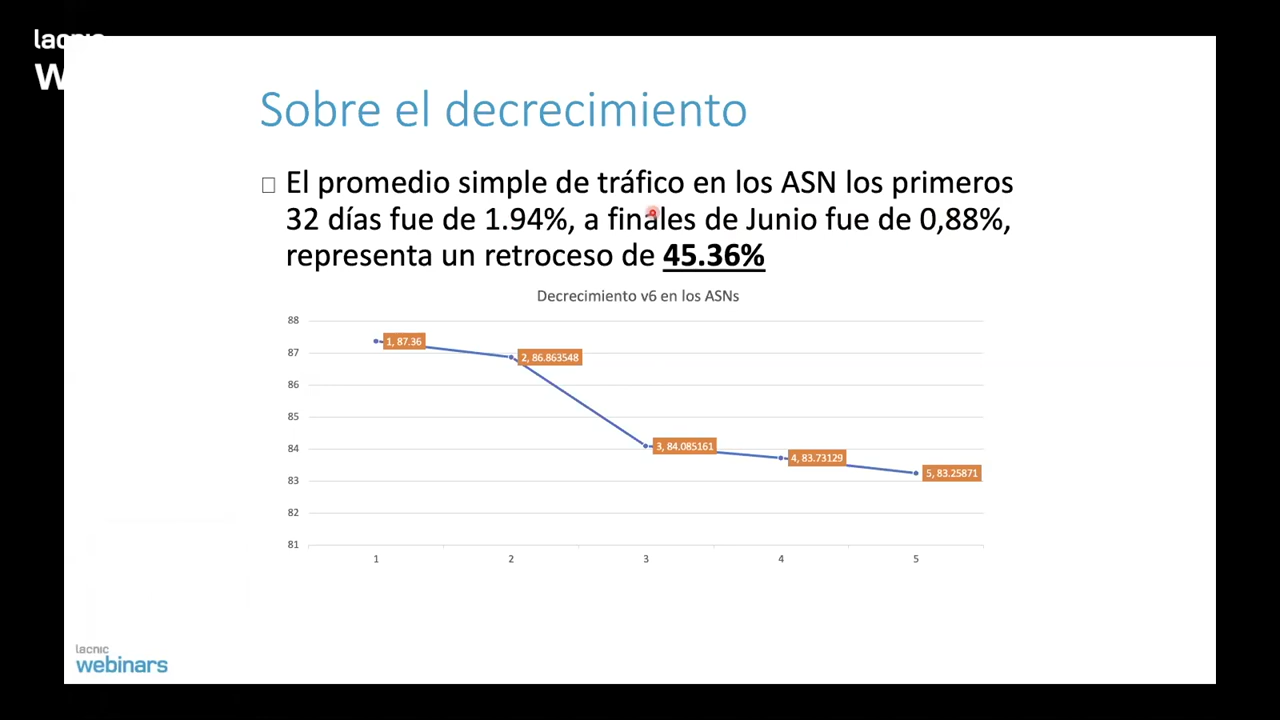 lacnic
W
Sobre el decrecimiento
El promedio simple de tráfico en los ASN los primeros
32 días fue de 1.94%, a finales de Junio fue de 0,88%,
representa un retroceso de 45.36%
Decrecimiento v6 en los ASNs
88
87
86
85
84
83
82
81
1, 87.36
2, 86.863548
3, 84.085161
4, 83.73129
5, 83.25871
1 2 3 4 5
lacnic
webinars